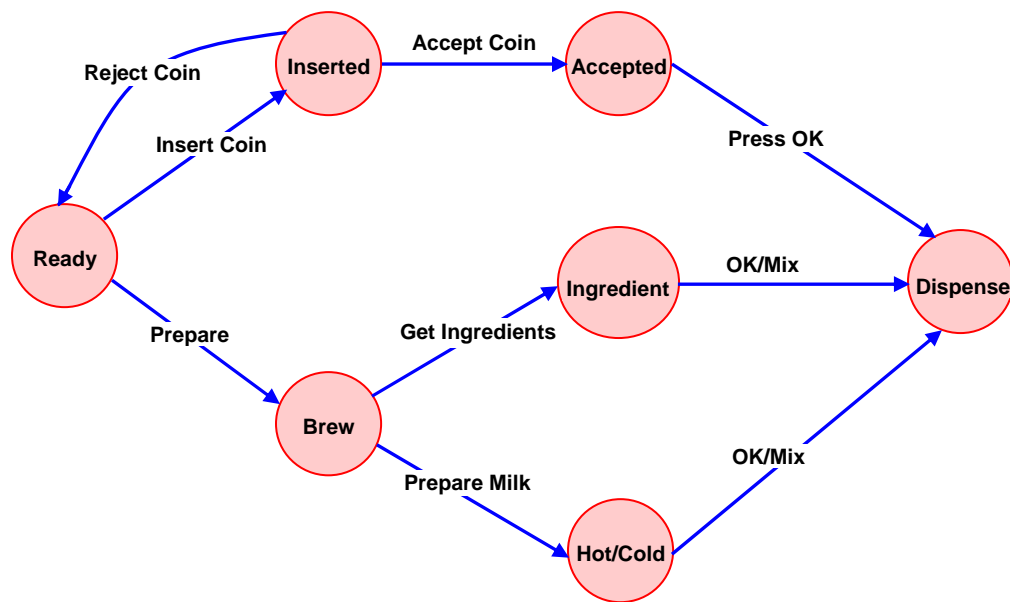 Accept Coin
Reject Coin
Inserted
Accepted
Insert Coin
Press OK
Ready
OK/Mix
Ingredient
Dispense
Prepare
Get Ingredients
Brew
OK/Mix
Prepare Milk
Hot/Cold